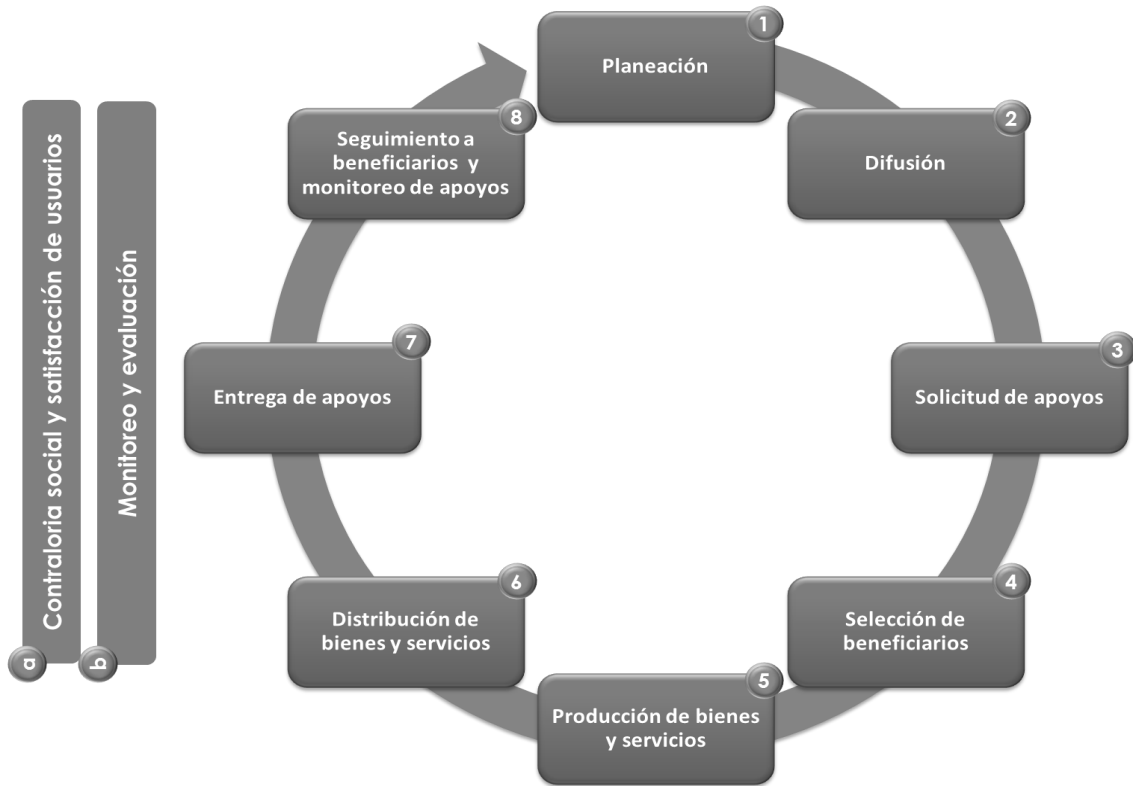 a
Contraloria social y satisfacción de usuarios
b
Monitoreo y evaluación
1
Planeación
2
Difusión
3
Solicitud de apoyos
4
Selección de
beneficiarios
5
Producción de bienes
y servicios
6
Distribución de
bienes y servicios
7
Entrega de apoyos
8
Seguimiento a
beneficiarios y
monitoreo de apoyos